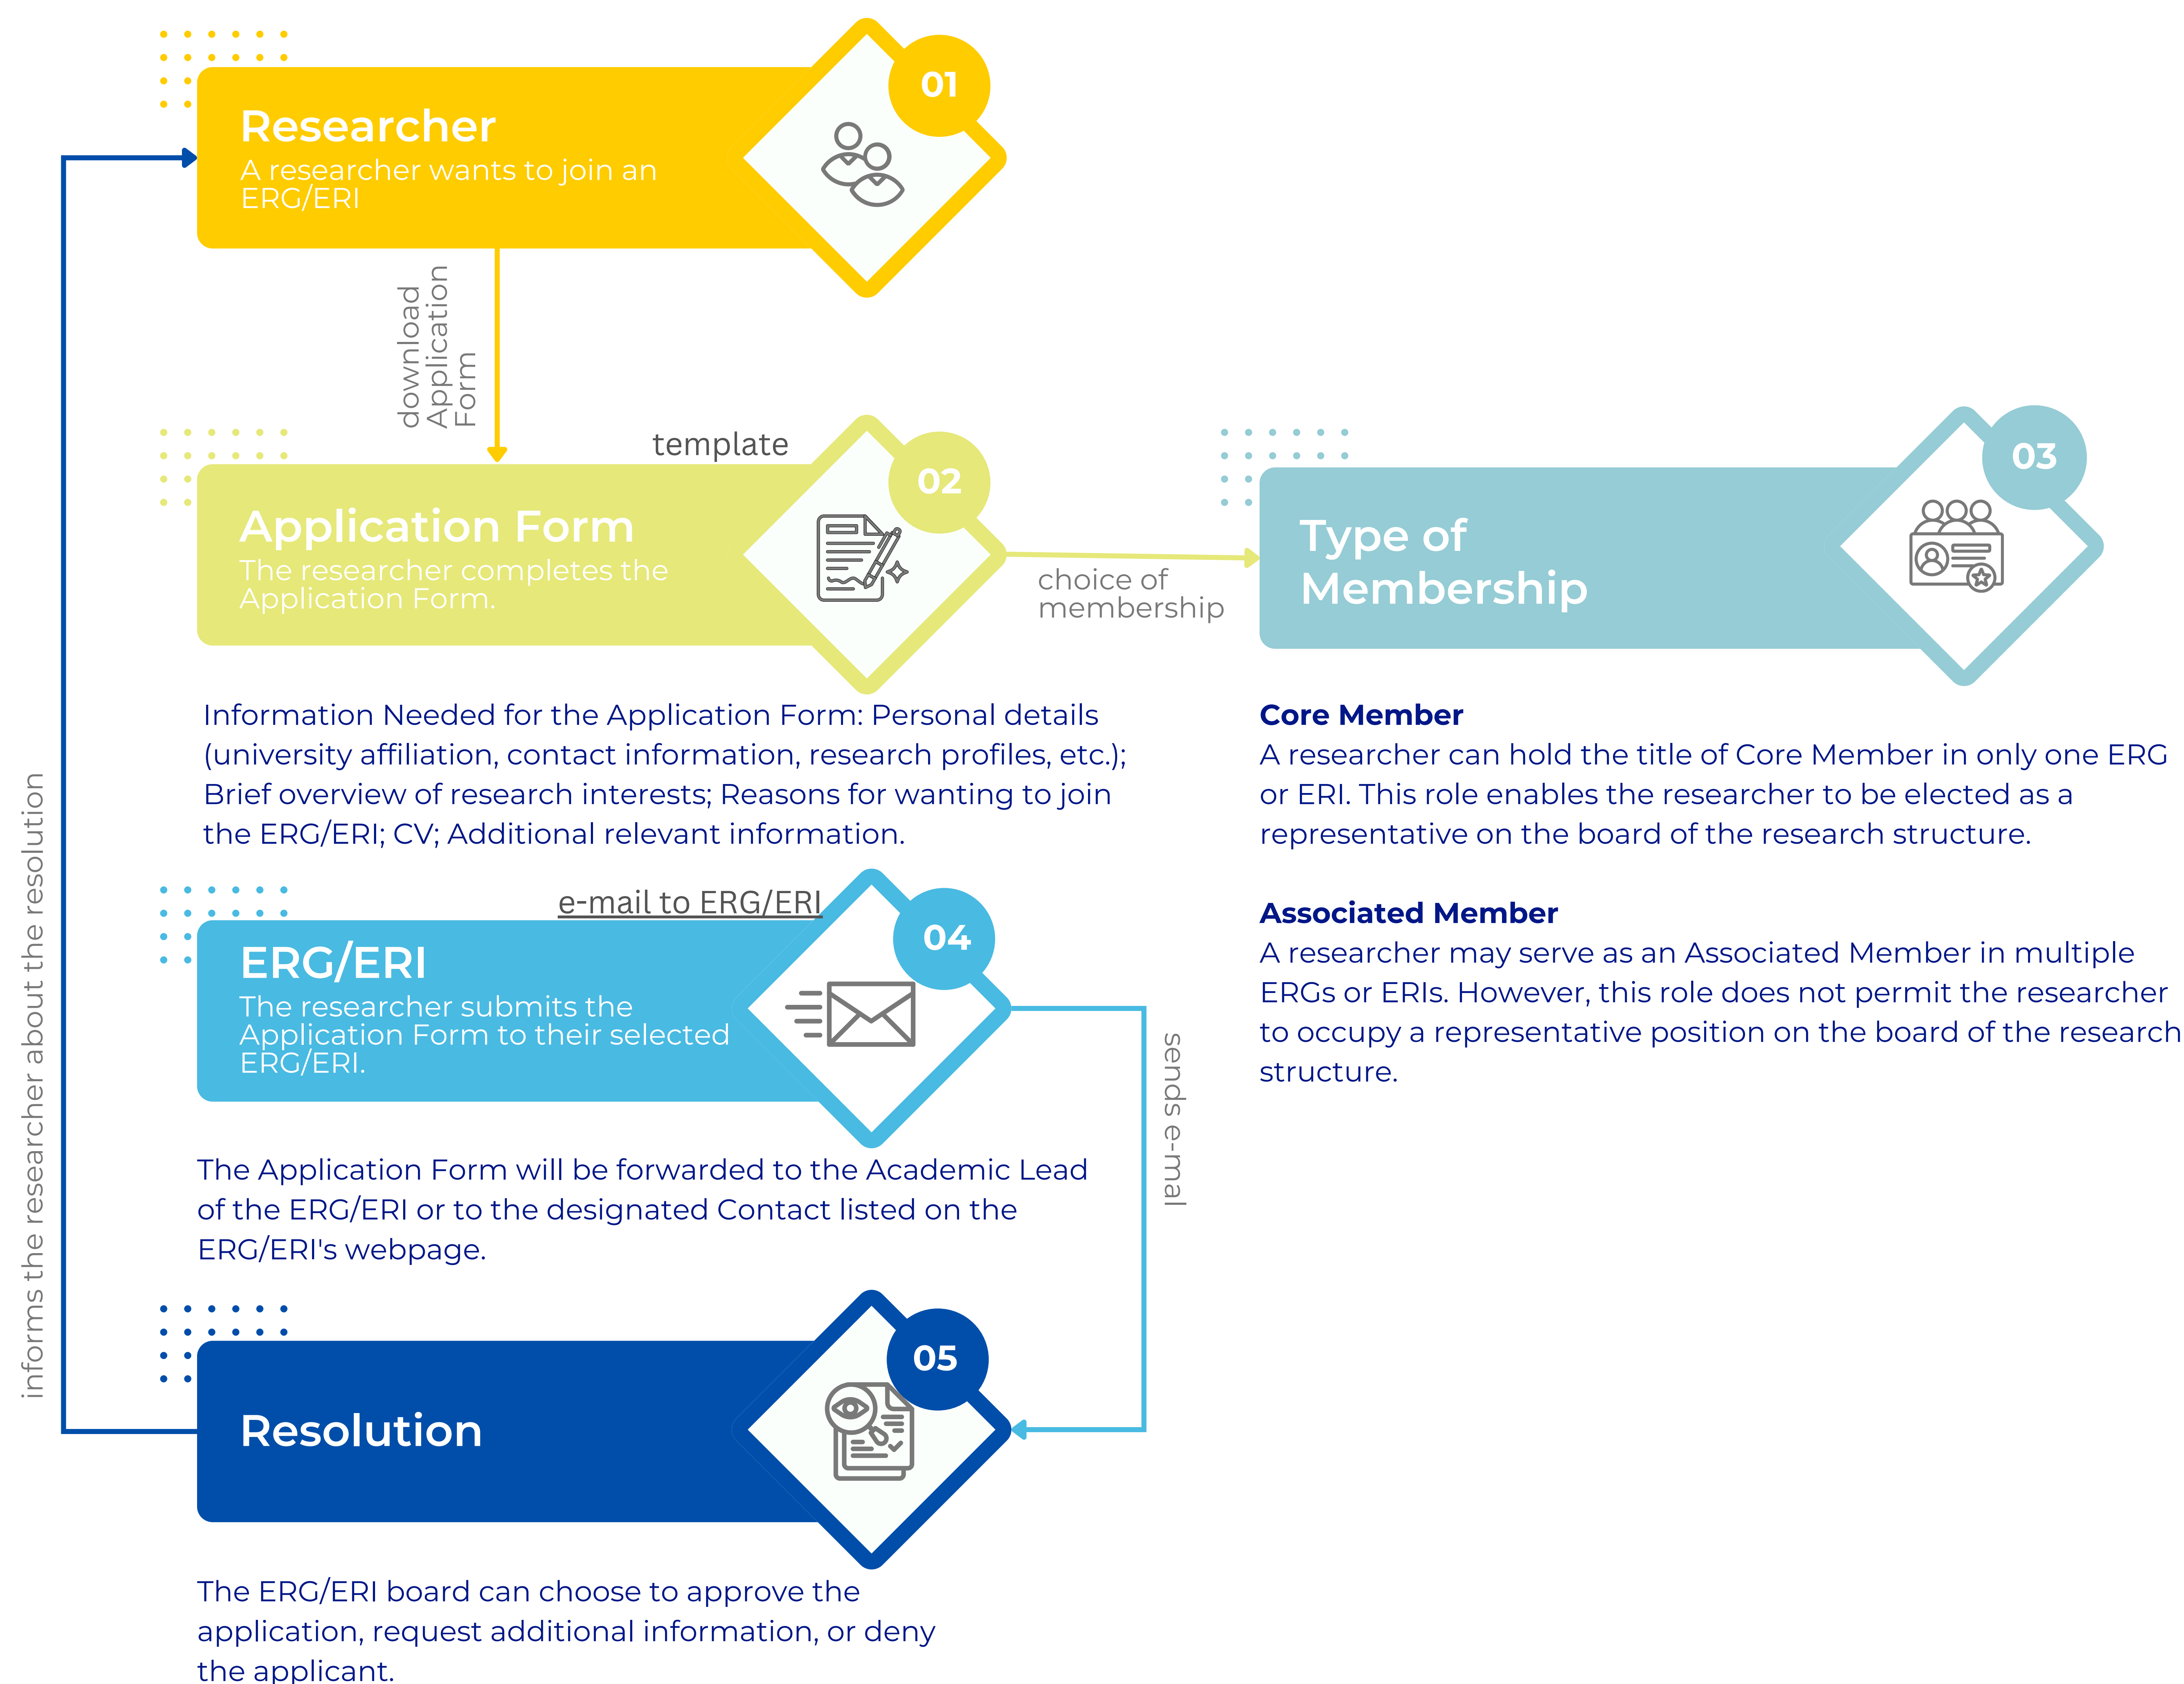 01
Researcher
A researcher wants to join an
ERG/ERI
download
Application
Form
template
02
Application Form
The researcher completes the
Application Form.
choice of
membership
03
Type of
Membership
Information Needed for the Application Form: Personal details
(university affiliation, contact information, research profiles, etc.);
Brief overview of research interests; Reasons for wanting to join
the ERG/ERI; CV; Additional relevant information.
Core Member
A researcher can hold the title of Core Member in only one ERG
or ERI. This role enables the researcher to be elected as a
representative on the board of the research structure.
Associated Member
A researcher may serve as an Associated Member in multiple
ERGs or ERIs. However, this role does not permit the researcher
to occupy a representative position on the board of the research
structure.
e-mail to ERG/ERI
04
ERG/ERI
The researcher submits the
Application Form to their selected
ERG/ERI.
sends e-mal
The Application Form will be forwarded to the Academic Lead
of the ERG/ERI or to the designated Contact listed on the
ERG/ERI's webpage.
05
Resolution
The ERG/ERI board can choose to approve the
application, request additional information, or deny
the applicant.
informs the researcher about the resolution